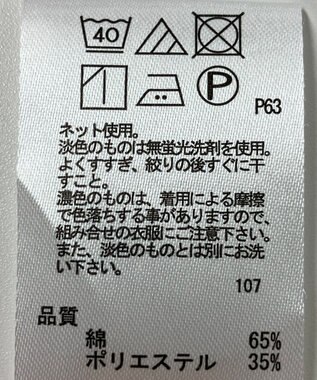 40
P
P63
ネット使用。
淡色のものは無蛍光洗剤を使用。
よくすすぎ、絞りの後すぐに干
すこと。
濃色のものは、着用による摩擦
で色落ちする事がありますので、
組み合せの衣服にご注意下さい。
また、淡色のものとは別にお洗
い下さい。
107
品質
綿 65%
ポリエステル 35%